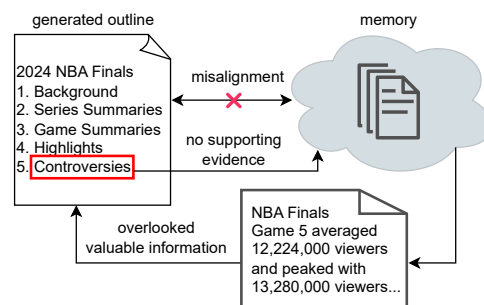 generated outline
memory
2024 NBA Finals
1. Background
2. Series Summaries
3. Game Summaries
4. Highlights
5. Controversies
misalignment
no supporting
evidence
overlooked
valuable information
NBA Finals
Game 5 averaged
12,224,000 viewers
and peaked with
13,280,000 viewers...